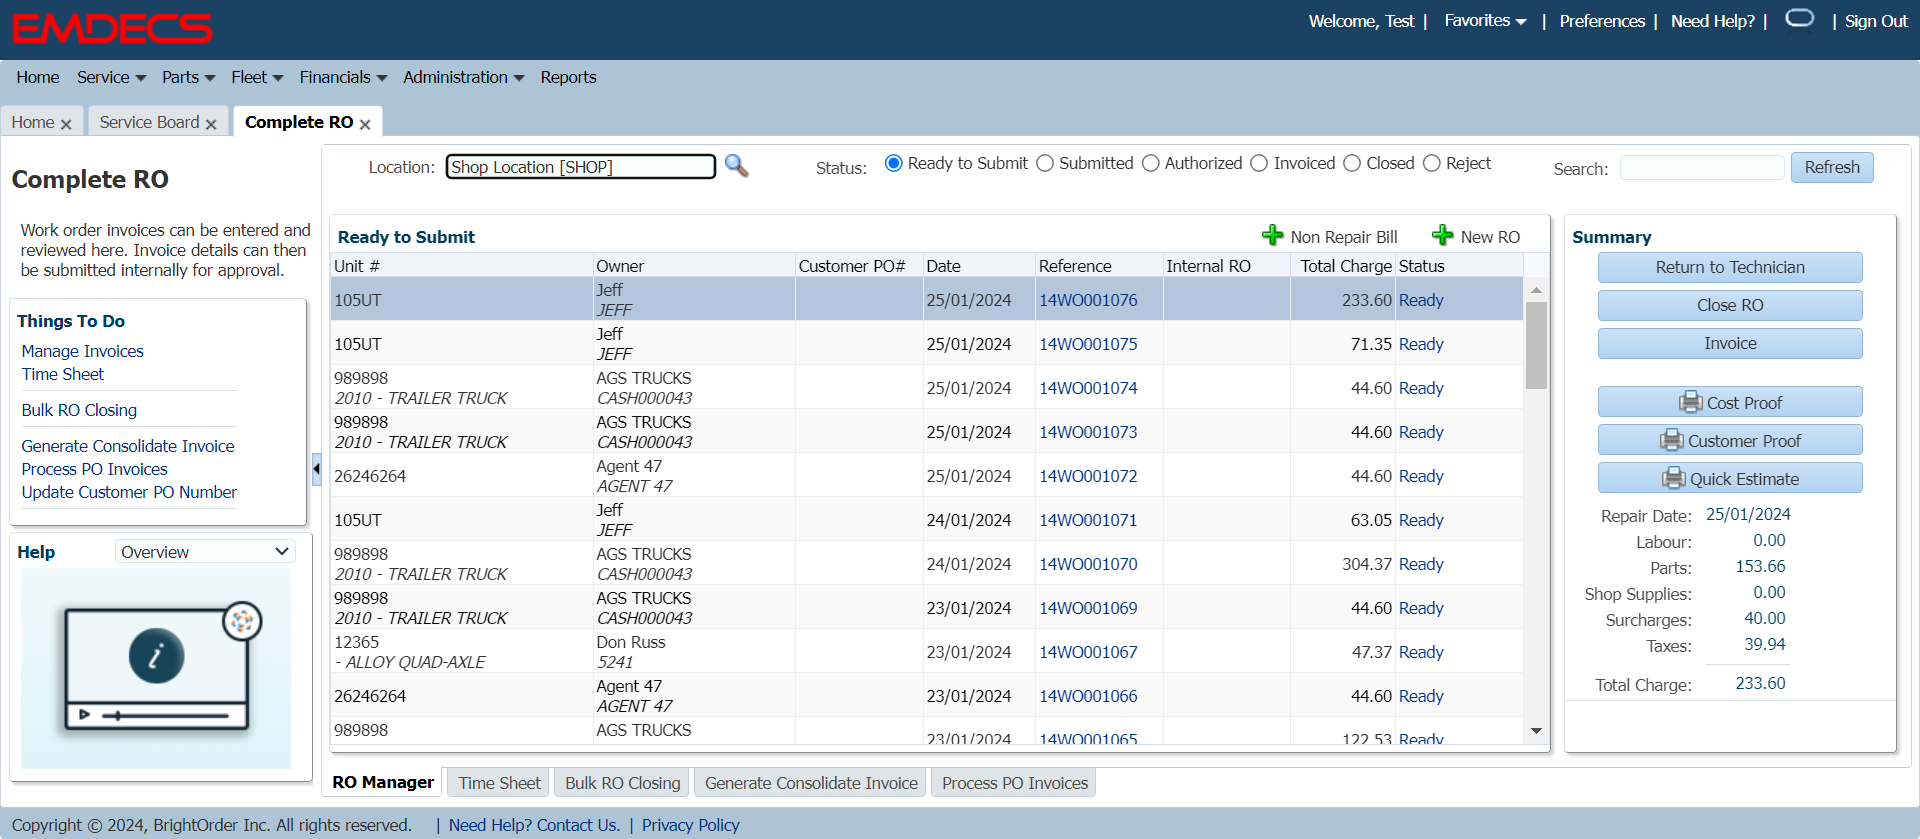 EMDECS
Welcome, Test | Favorites | Preferences | Need Help? | | Sign Out
Home Service Parts Fleet Financials Administration Reports
Home Service Board Complete RO
Complete RO
Work order invoices can be entered and
reviewed here. Invoice details can then
be submitted internally for approval.
Things To Do
Manage Invoices
Time Sheet
Bulk RO Closing
Generate Consolidate Invoice
Process PO Invoices
Update Customer PO Number
Help Overview
Location: Shop Location [SHOP] Status: Ready to Submit Submitted Authorized Invoiced Closed Reject Search: Refresh
Ready to Submit Non Repair Bill New RO
Unit # Owner Customer PO# Date Reference Internal RO Total Charge Status
105UT Jeff 25/01/2024 14WO001076 233.60 Ready
JEFF
105UT Jeff 25/01/2024 14WO001075 71.35 Ready
JEFF
989898 AGS TRUCKS 25/01/2024 14WO001074 44.60 Ready
2010 - TRAILER TRUCK CASH000043
989898 AGS TRUCKS 25/01/2024 14WO001073 44.60 Ready
2010 - TRAILER TRUCK CASH000043
26246264 Agent 47 25/01/2024 14WO001072 44.60 Ready
AGENT 47
105UT Jeff 24/01/2024 14WO001071 63.05 Ready
JEFF
989898 AGS TRUCKS 24/01/2024 14WO001070 304.37 Ready
2010 - TRAILER TRUCK CASH000043
989898 AGS TRUCKS 23/01/2024 14WO001069 44.60 Ready
2010 - TRAILER TRUCK CASH000043
12365 Don Russ 23/01/2024 14WO001067 47.37 Ready
- ALLOY QUAD-AXLE 5241
26246264 Agent 47 23/01/2024 14WO001066 44.60 Ready
AGENT 47
989898 AGS TRUCKS 23/01/2024 14WO001065 122.53 Ready
Summary
Return to Technician
Close RO
Invoice
Cost Proof
Customer Proof
Quick Estimate
Repair Date: 25/01/2024
Labour: 0.00
Parts: 153.66
Shop Supplies: 0.00
Surcharges: 40.00
Taxes: 39.94
Total Charge: 233.60
RO Manager Time Sheet Bulk RO Closing Generate Consolidate Invoice Process PO Invoices
Copyright © 2024, BrightOrder Inc. All rights reserved. | Need Help? Contact Us. | Privacy Policy